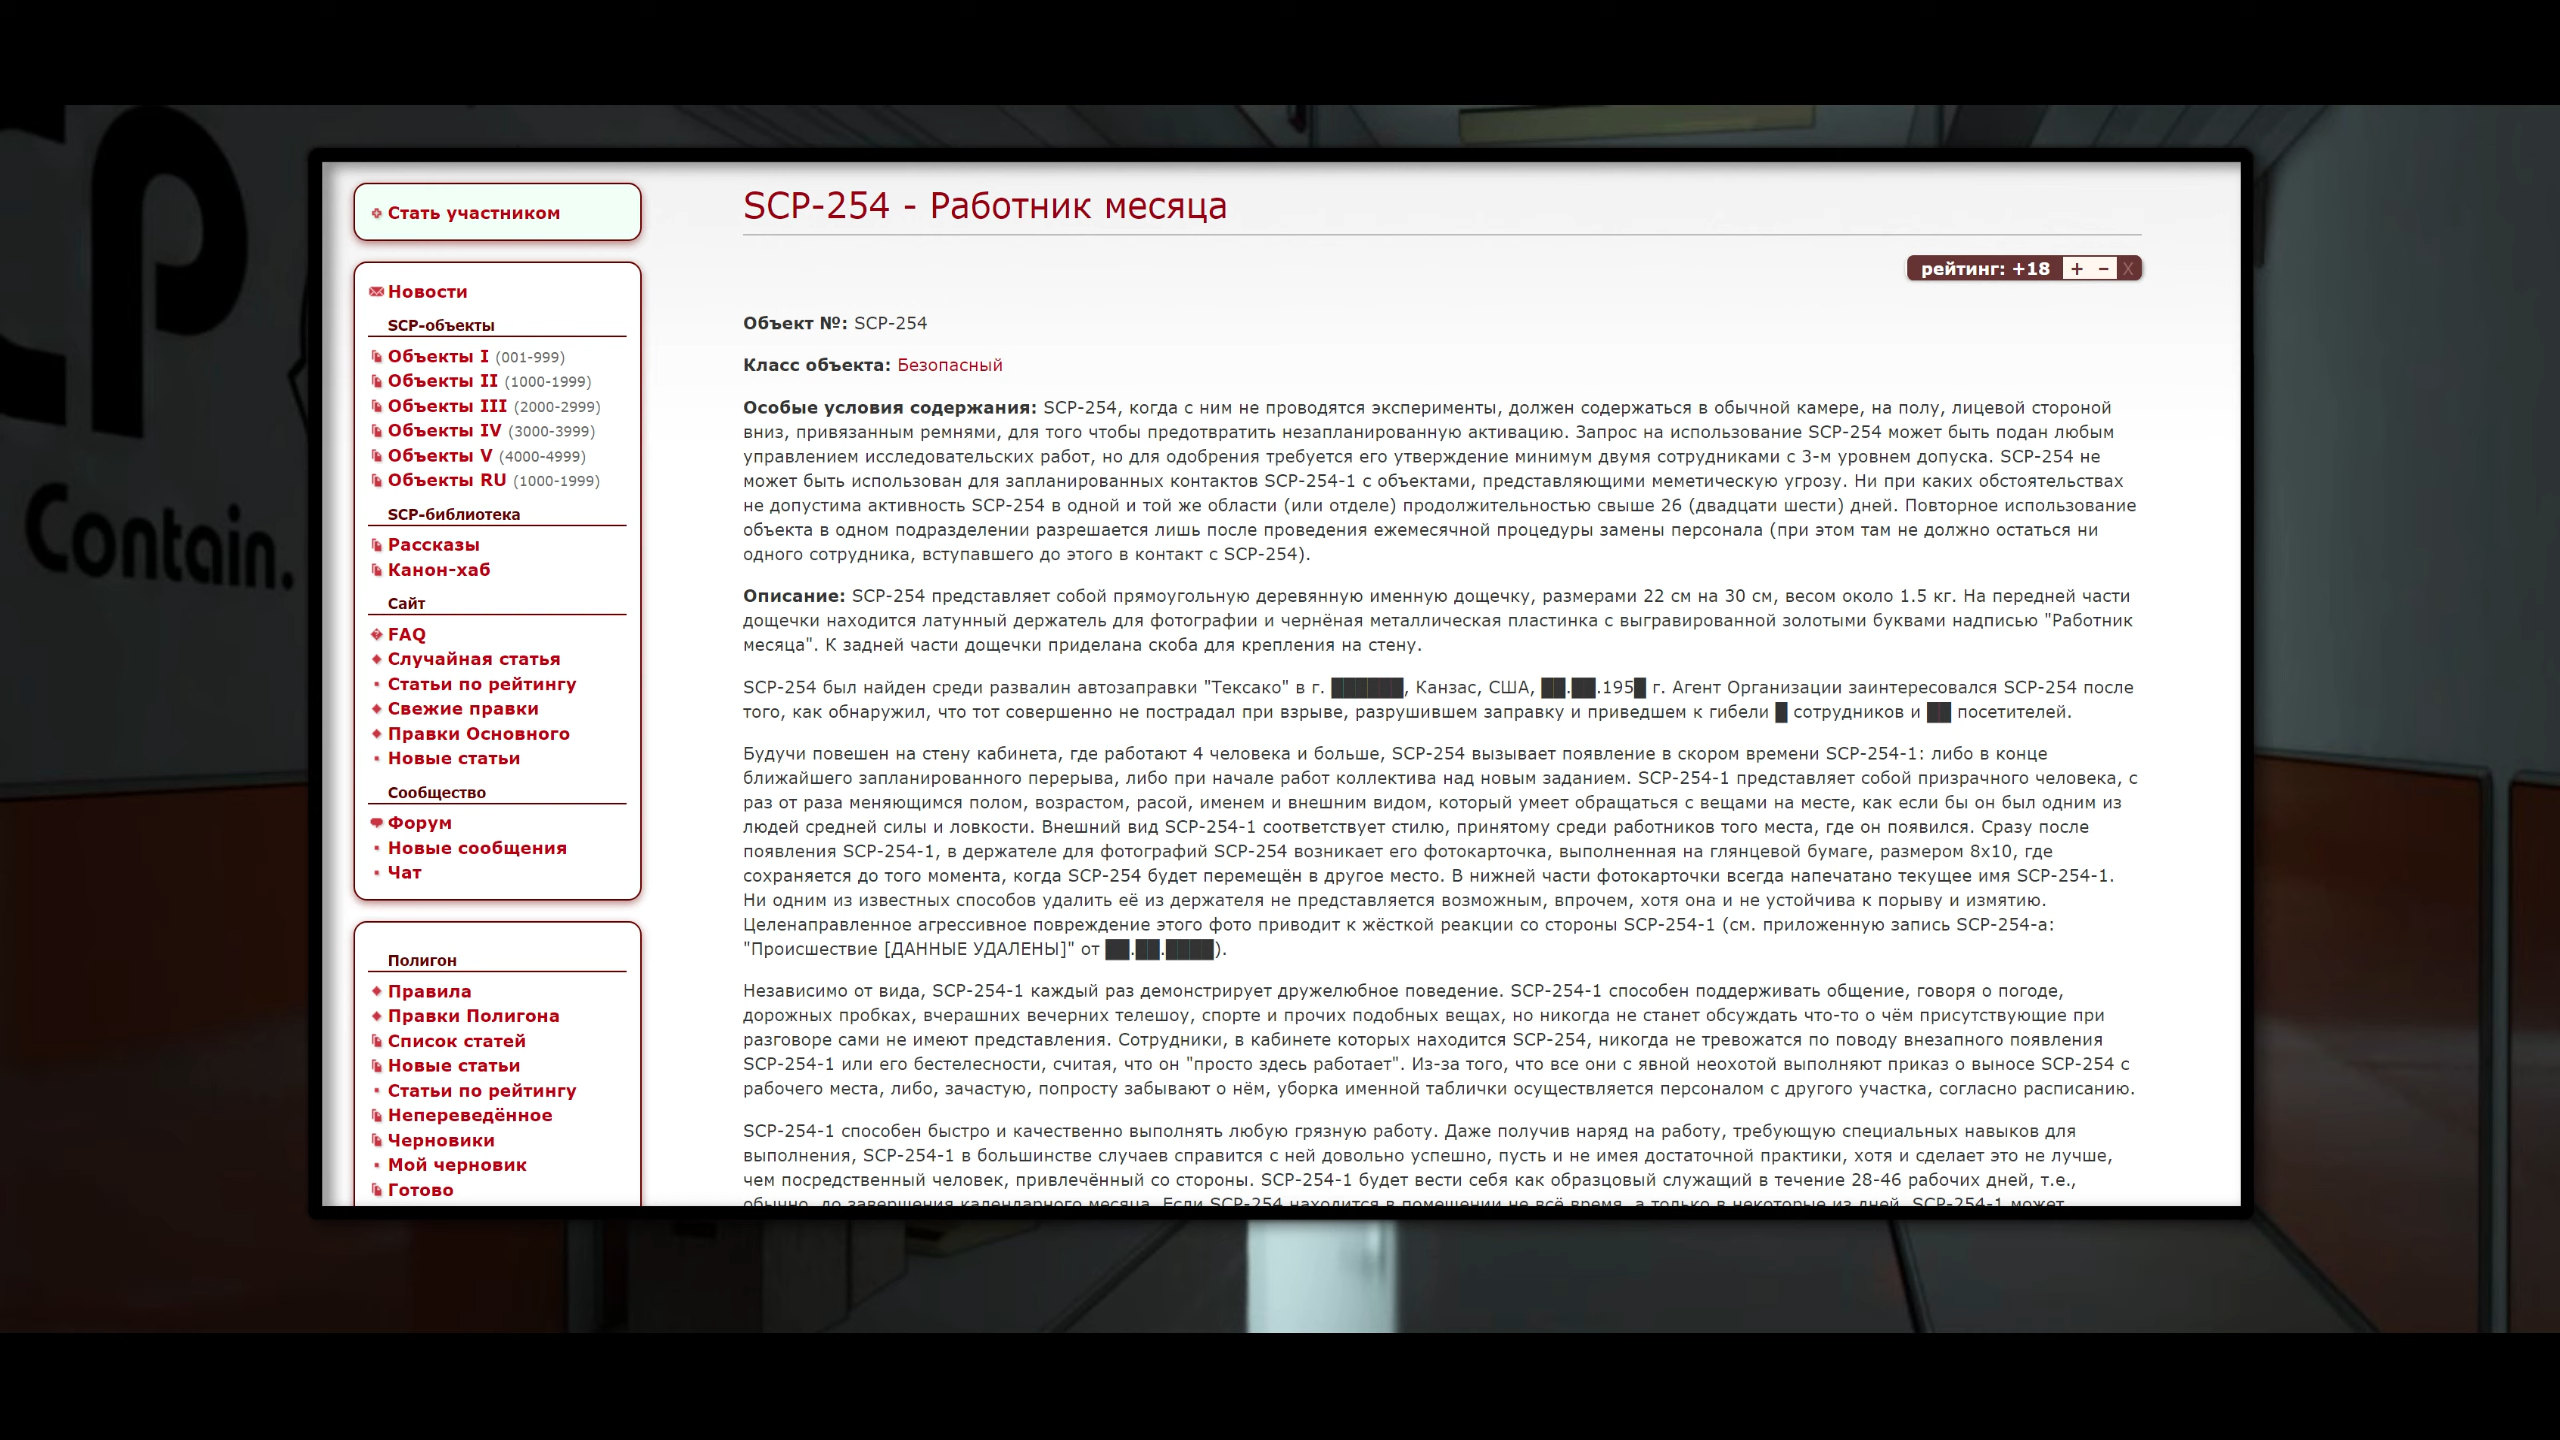 CP
Contain.
Стать участником
Новости
SCP-объекты
Объекты I (001-999)
Объекты II (1000-1999)
Объекты III (2000-2999)
Объекты IV (3000-3999)
Объекты V (4000-4999)
Объекты RU (1000-1999)
SCP-библиотека
Рассказы
Канон-хаб
Сайт
FAQ
Случайная статья
Статьи по рейтингу
Свежие правки
Правки Основного
Новые статьи
Сообщество
Форум
Новые сообщения
Чат
Полигон
Правила
Правки Полигона
Список статей
Новые статьи
Статьи по рейтингу
Непереведённое
Черновики
Мой черновик
Готово
SCP-254 - Работник месяца
рейтинг: +18 + − X
Объект №: SCP-254
Класс объекта: Безопасный
Особые условия содержания: SCP-254, когда с ним не проводятся эксперименты, должен содержаться в обычной камере, на полу, лицевой стороной
вниз, привязанным ремнями, для того чтобы предотвратить незапланированную активацию. Запрос на использование SCP-254 может быть подан любым
управлением исследовательских работ, но для одобрения требуется его утверждение минимум двумя сотрудниками с 3-м уровнем допуска. SCP-254 не
может быть использован для запланированных контактов SCP-254-1 с объектами, представляющими меметическую угрозу. Ни при каких обстоятельствах
не допустима активность SCP-254 в одной и той же области (или отделе) продолжительностью свыше 26 (двадцати шести) дней. Повторное использование
объекта в одном подразделении разрешается лишь после проведения ежемесячной процедуры замены персонала (при этом там не должно остаться ни
одного сотрудника, вступавшего до этого в контакт с SCP-254).
Описание: SCP-254 представляет собой прямоугольную деревянную именную дощечку, размерами 22 см на 30 см, весом около 1.5 кг. На передней части
дощечки находится латунный держатель для фотографии и чернёная металлическая пластинка с выгравированной золотыми буквами надписью "Работник
месяца". К задней части дощечки приделана скоба для крепления на стену.
SCP-254 был найден среди развалин автозаправки "Тексако" в г. ██████, Канзас, США, ██.██.195█ г. Агент Организации заинтересовался SCP-254 после
того, как обнаружил, что тот совершенно не пострадал при взрыве, разрушившем заправку и приведшем к гибели █ сотрудников и ██ посетителей.
Будучи повешен на стену кабинета, где работают 4 человека и больше, SCP-254 вызывает появление в скором времени SCP-254-1: либо в конце
ближайшего запланированного перерыва, либо при начале работ коллектива над новым заданием. SCP-254-1 представляет собой призрачного человека, с
раз от раза меняющимся полом, возрастом, расой, именем и внешним видом, который умеет обращаться с вещами на месте, как если бы он был одним из
людей средней силы и ловкости. Внешний вид SCP-254-1 соответствует стилю, принятому среди работников того места, где он появился. Сразу после
появления SCP-254-1, в держателе для фотографий SCP-254 возникает его фотокарточка, выполненная на глянцевой бумаге, размером 8x10, где
сохраняется до того момента, когда SCP-254 будет перемещён в другое место. В нижней части фотокарточки всегда напечатано текущее имя SCP-254-1.
Ни одним из известных способов удалить её из держателя не представляется возможным, впрочем, хотя она и не устойчива к порыву и измятию.
Целенаправленное агрессивное повреждение этого фото приводит к жёсткой реакции со стороны SCP-254-1 (см. приложенную запись SCP-254-a:
"Происшествие [ДАННЫЕ УДАЛЕНЫ]" от ██.██.████).
Независимо от вида, SCP-254-1 каждый раз демонстрирует дружелюбное поведение. SCP-254-1 способен поддерживать общение, говоря о погоде,
дорожных пробках, вчерашних вечерних телешоу, спорте и прочих подобных вещах, но никогда не станет обсуждать что-то о чём присутствующие при
разговоре сами не имеют представления. Сотрудники, в кабинете которых находится SCP-254, никогда не тревожатся по поводу внезапного появления
SCP-254-1 или его бестелесности, считая, что он "просто здесь работает". Из-за того, что все они с явной неохотой выполняют приказ о выносе SCP-254 с
рабочего места, либо, зачастую, попросту забывают о нём, уборка именной таблички осуществляется персоналом с другого участка, согласно расписанию.
SCP-254-1 способен быстро и качественно выполнять любую грязную работу. Даже получив наряд на работу, требующую специальных навыков для
выполнения, SCP-254-1 в большинстве случаев справится с ней довольно успешно, пусть и не имея достаточной практики, хотя и сделает это не лучше,
чем посредственный человек, привлечённый со стороны. SCP-254-1 будет вести себя как образцовый служащий в течение 28-46 рабочих дней, т.е.,
обычно, до завершения календарного месяца. Если SCP-254 находится в помещении не всё время, а только в некоторые из дней, SCP-254-1 может